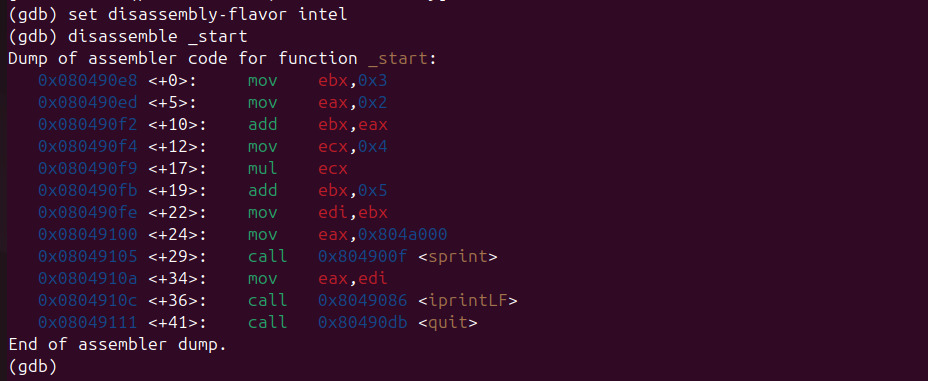 (gdb) set disassembly-flavor intel
(gdb) disassemble _start
Dump of assembler code for function _start:
   0x080490e8 <+0>:     mov    ebx,0x3
   0x080490ed <+5>:     mov    eax,0x2
   0x080490f2 <+10>:    add    ebx,eax
   0x080490f4 <+12>:    mov    ecx,0x4
   0x080490f9 <+17>:    mul    ecx
   0x080490fb <+19>:    add    ebx,0x5
   0x080490fe <+22>:    mov    edi,ebx
   0x08049100 <+24>:    mov    eax,0x804a000
   0x08049105 <+29>:    call   0x804900f <sprint>
   0x0804910a <+34>:    mov    eax,edi
   0x0804910c <+36>:    call   0x8049086 <iprintLF>
   0x08049111 <+41>:    call   0x80490db <quit>
End of assembler dump.
(gdb)